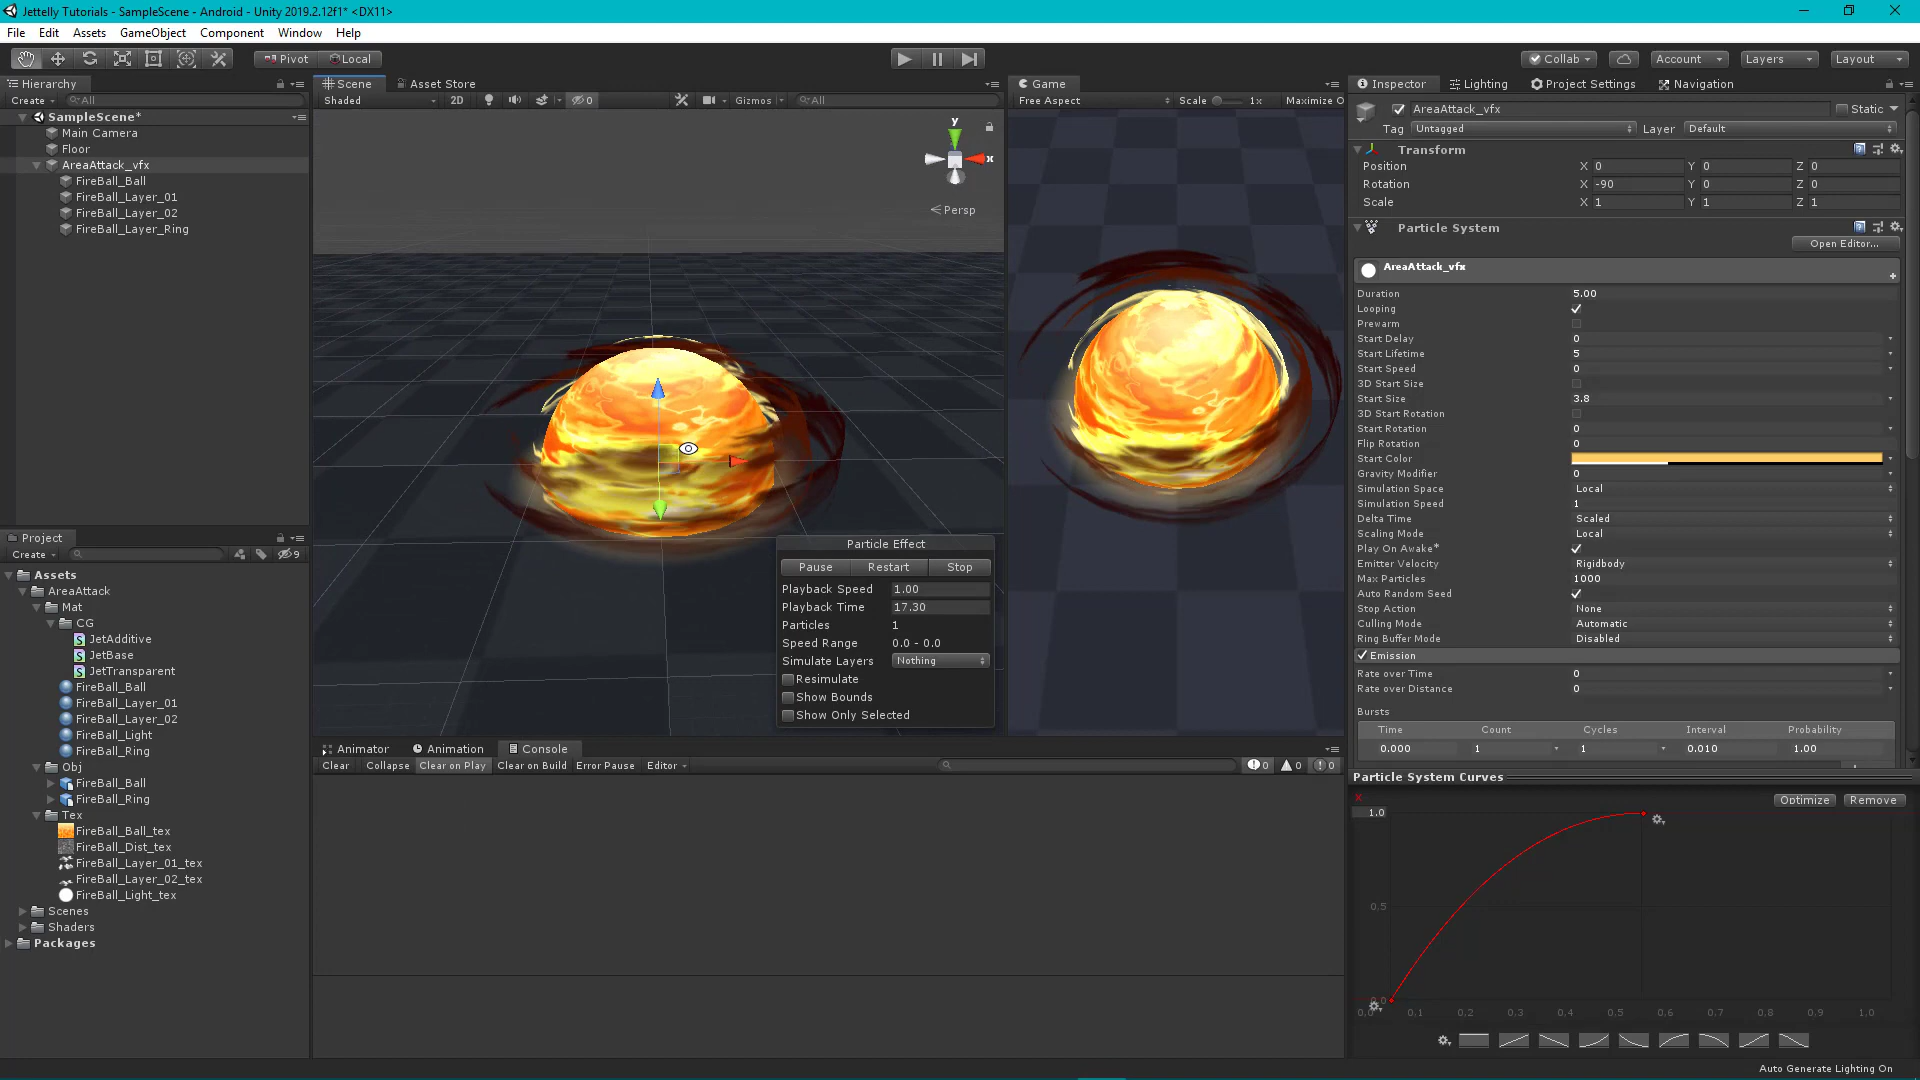 Jettelly Tutorials - SampleScene - Android - Unity 2019.2.12f1* <DX11>
File Edit Assets GameObject Component Window Help
Pivot Local
Collab Account Layers Layout
Hierarchy
Create All
SampleScene*
Main Camera
Floor
AreaAttack_vfx
FireBall_Ball
FireBall_Layer_01
FireBall_Layer_02
FireBall_Layer_Ring
Scene Asset Store
Shaded 2D 0 Gizmos All
y
x
Persp
Particle Effect
Pause Restart Stop
Playback Speed 1.00
Playback Time 17.30
Particles 1
Speed Range 0.0 - 0.0
Simulate Layers Nothing
Resimulate
Show Bounds
Show Only Selected
Game
Free Aspect Scale 1x Maximize O
Project
Create 9
Assets
AreaAttack
Mat
CG
JetAdditive
JetBase
JetTransparent
FireBall_Ball
FireBall_Layer_01
FireBall_Layer_02
FireBall_Light
FireBall_Ring
Obj
FireBall_Ball
FireBall_Ring
Tex
FireBall_Ball_tex
FireBall_Dist_tex
FireBall_Layer_01_tex
FireBall_Layer_02_tex
FireBall_Light_tex
Scenes
Shaders
Packages
Animator Animation Console
Clear Collapse Clear on Play Clear on Build Error Pause Editor 0 0 0
Inspector Lighting Project Settings Navigation
AreaAttack_vfx Static
Tag Untagged Layer Default
Transform
Position X 0 Y 0 Z 0
Rotation X -90 Y 0 Z 0
Scale X 1 Y 1 Z 1
Particle System
Open Editor...
AreaAttack_vfx
Duration 5.00
Looping
Prewarm
Start Delay 0
Start Lifetime 5
Start Speed 0
3D Start Size
Start Size 3.8
3D Start Rotation
Start Rotation 0
Flip Rotation 0
Start Color
Gravity Modifier 0
Simulation Space Local
Simulation Speed 1
Delta Time Scaled
Scaling Mode Local
Play On Awake*
Emitter Velocity Rigidbody
Max Particles 1000
Auto Random Seed
Stop Action None
Culling Mode Automatic
Ring Buffer Mode Disabled
Emission
Rate over Time 0
Rate over Distance 0
Bursts
Time Count Cycles Interval Probability
0.000 1 1 0.010 1.00
Particle System Curves
Optimize Remove
1.0
0.5
0.0
0,0 0,1 0,2 0,3 0,4 0,5 0,6 0,7 0,8 0,9 1,0
Auto Generate Lighting On